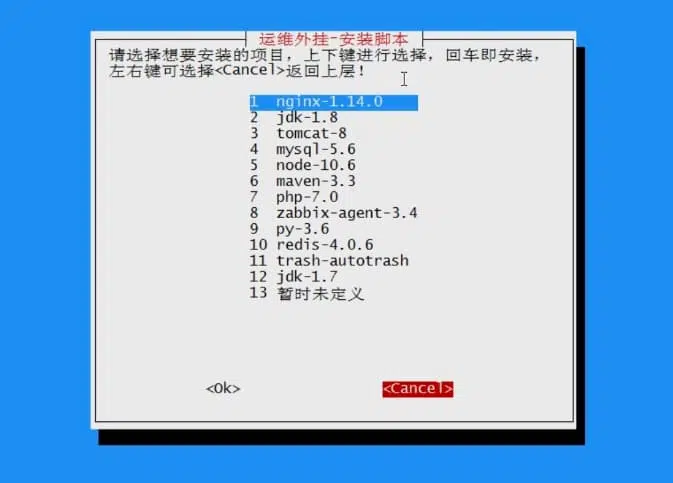 运维外挂-安装脚本
请选择想要安装的项目，上下键进行选择，回车即安装，
左右键可选择<Cancel>返回上层！
1 nginx-1.14.0
2 jdk-1.8
3 tomcat-8
4 mysql-5.6
5 node-10.6
6 maven-3.3
7 php-7.0
8 zabbix-agent-3.4
9 py-3.6
10 redis-4.0.6
11 trash-autotrash
12 jdk-1.7
13 暂时未定义
<Ok> <Cancel>